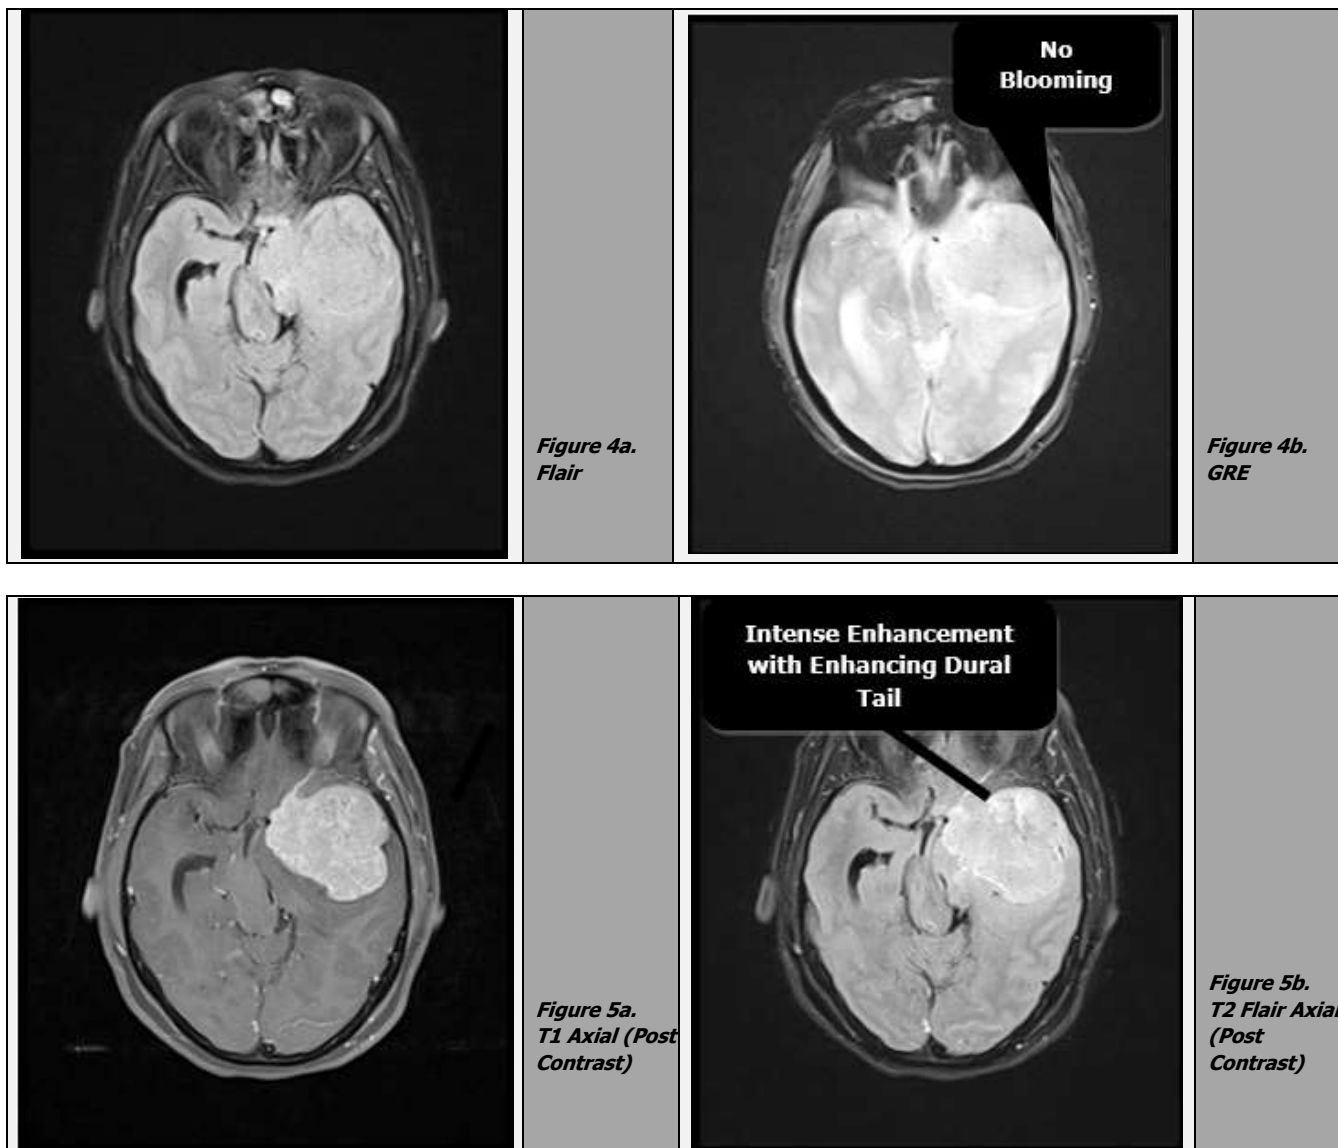 No
Blooming
Figure 4a.
Flair
Figure 4b.
GRE
Intense Enhancement
with Enhancing Dural
Tail
Figure 5a.
T1 Axial (Post
Contrast)
Figure 5b.
T2 Flair Axial
(Post
Contrast)